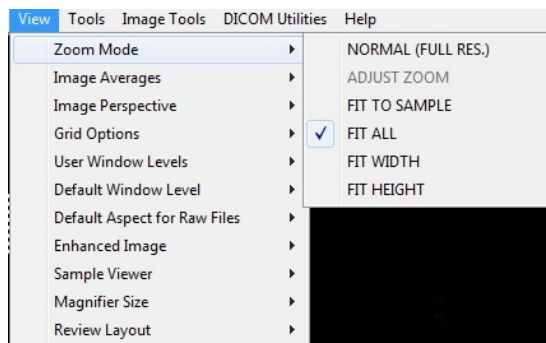 View Tools Image Tools DICOM Utilities Help
Zoom Mode
Image Averages
Image Perspective
Grid Options
User Window Levels
Default Window Level
Default Aspect for Raw Files
Enhanced Image
Sample Viewer
Magnifier Size
Review Layout
NORMAL (FULL RES.)
ADJUST ZOOM
FIT TO SAMPLE
FIT ALL
FIT WIDTH
FIT HEIGHT